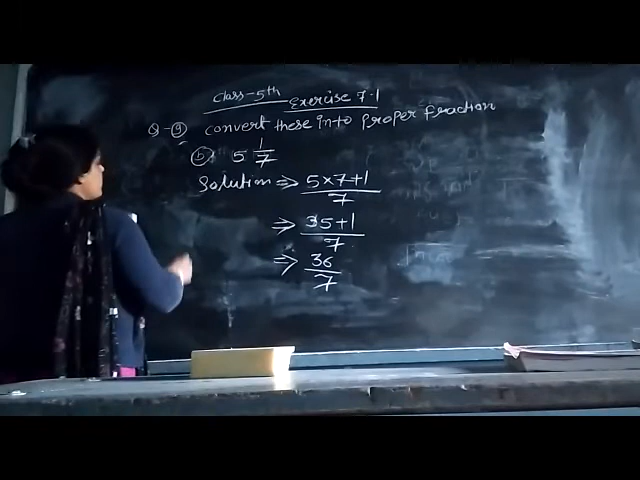 Class-5th Exercise 7.1
Q-9 convert these into proper fraction
(b) 5 1/7
Solution ⇒ 5×7+1/7
⇒ 35+1/7
⇒ 36/7